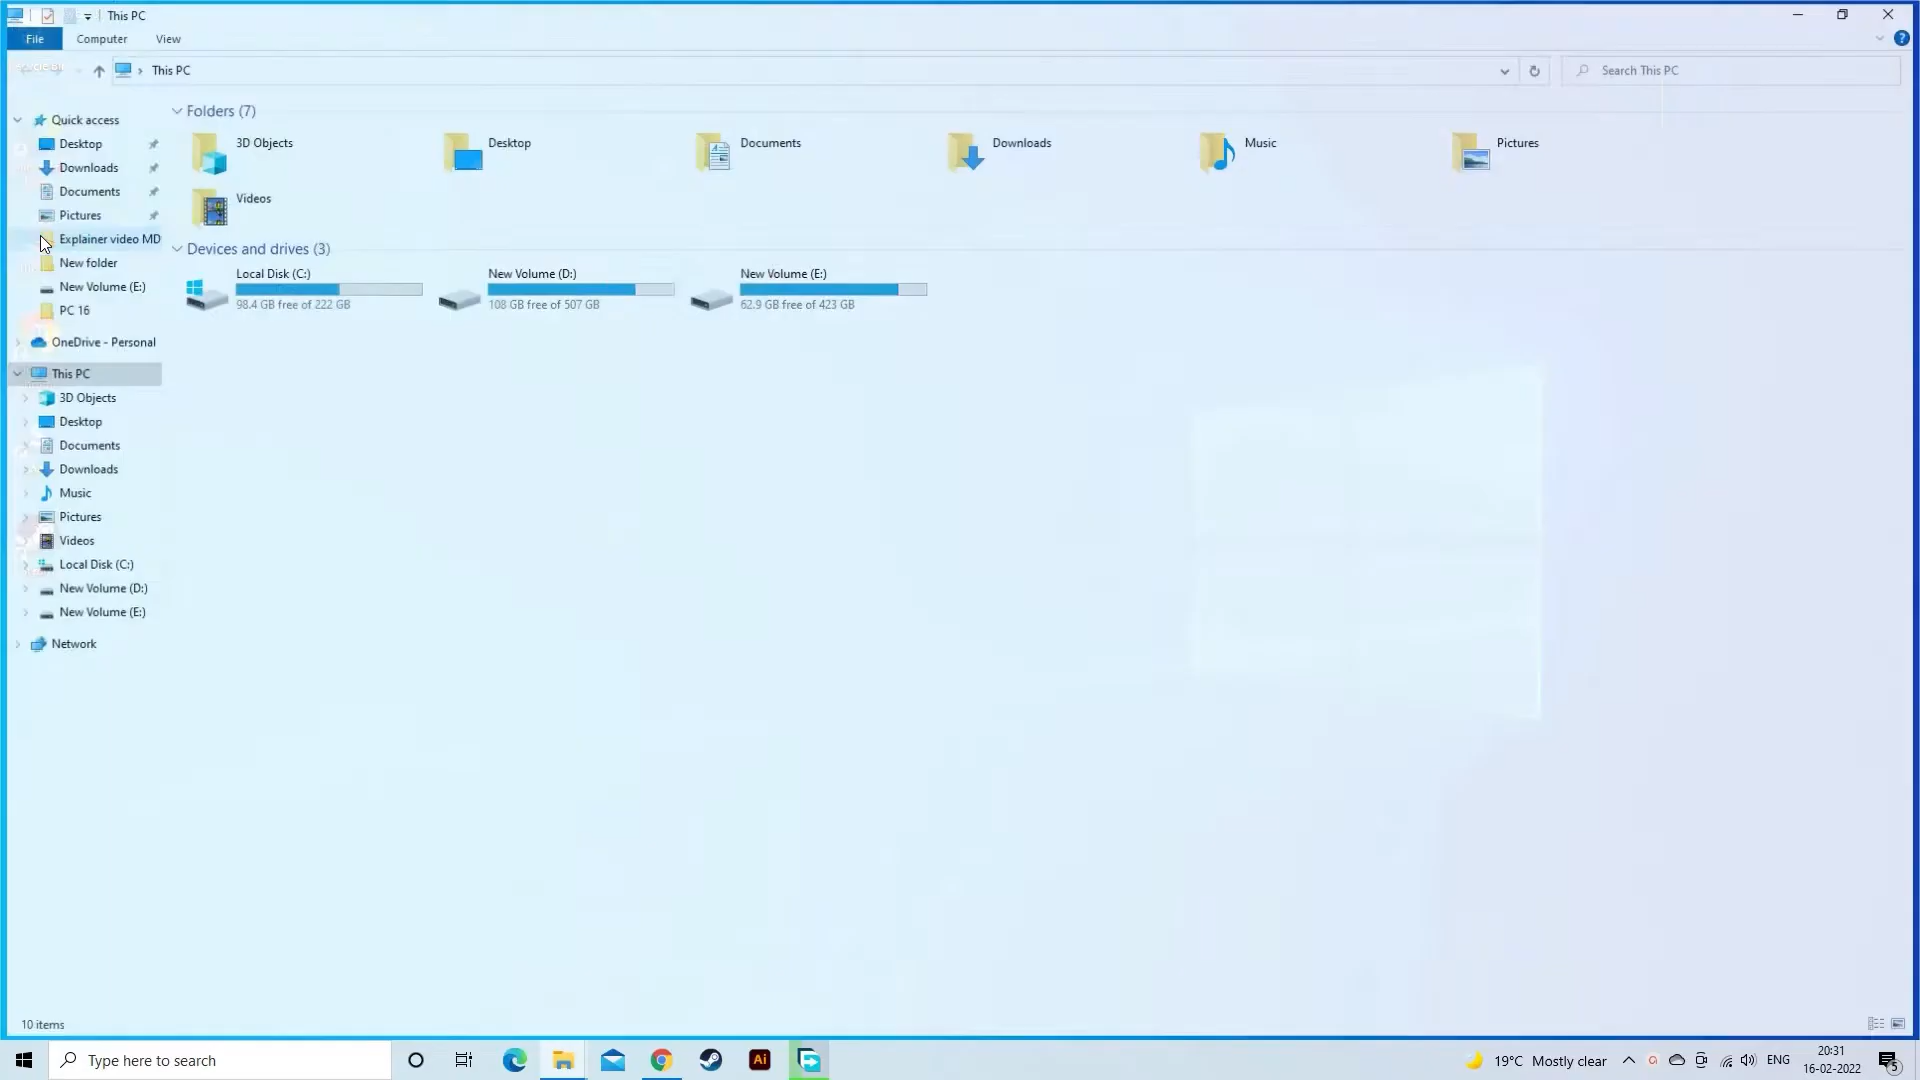 This PC
File
Computer
View
This PC
Search This PC
Quick access
Desktop
Downloads
Documents
Pictures
Explainer video MD
New folder
New Volume (E:)
PC 16
OneDrive - Personal
This PC
3D Objects
Desktop
Documents
Downloads
Music
Pictures
Videos
Local Disk (C:)
New Volume (D:)
New Volume (E:)
Network
Folders (7)
3D Objects
Desktop
Documents
Downloads
Music
Pictures
Videos
Devices and drives (3)
Local Disk (C:)
98.4 GB free of 222 GB
New Volume (D:)
108 GB free of 507 GB
New Volume (E:)
62.9 GB free of 423 GB
10 items
Type here to search
Ai
19°C Mostly clear
ENG
20:31
16-02-2022
5